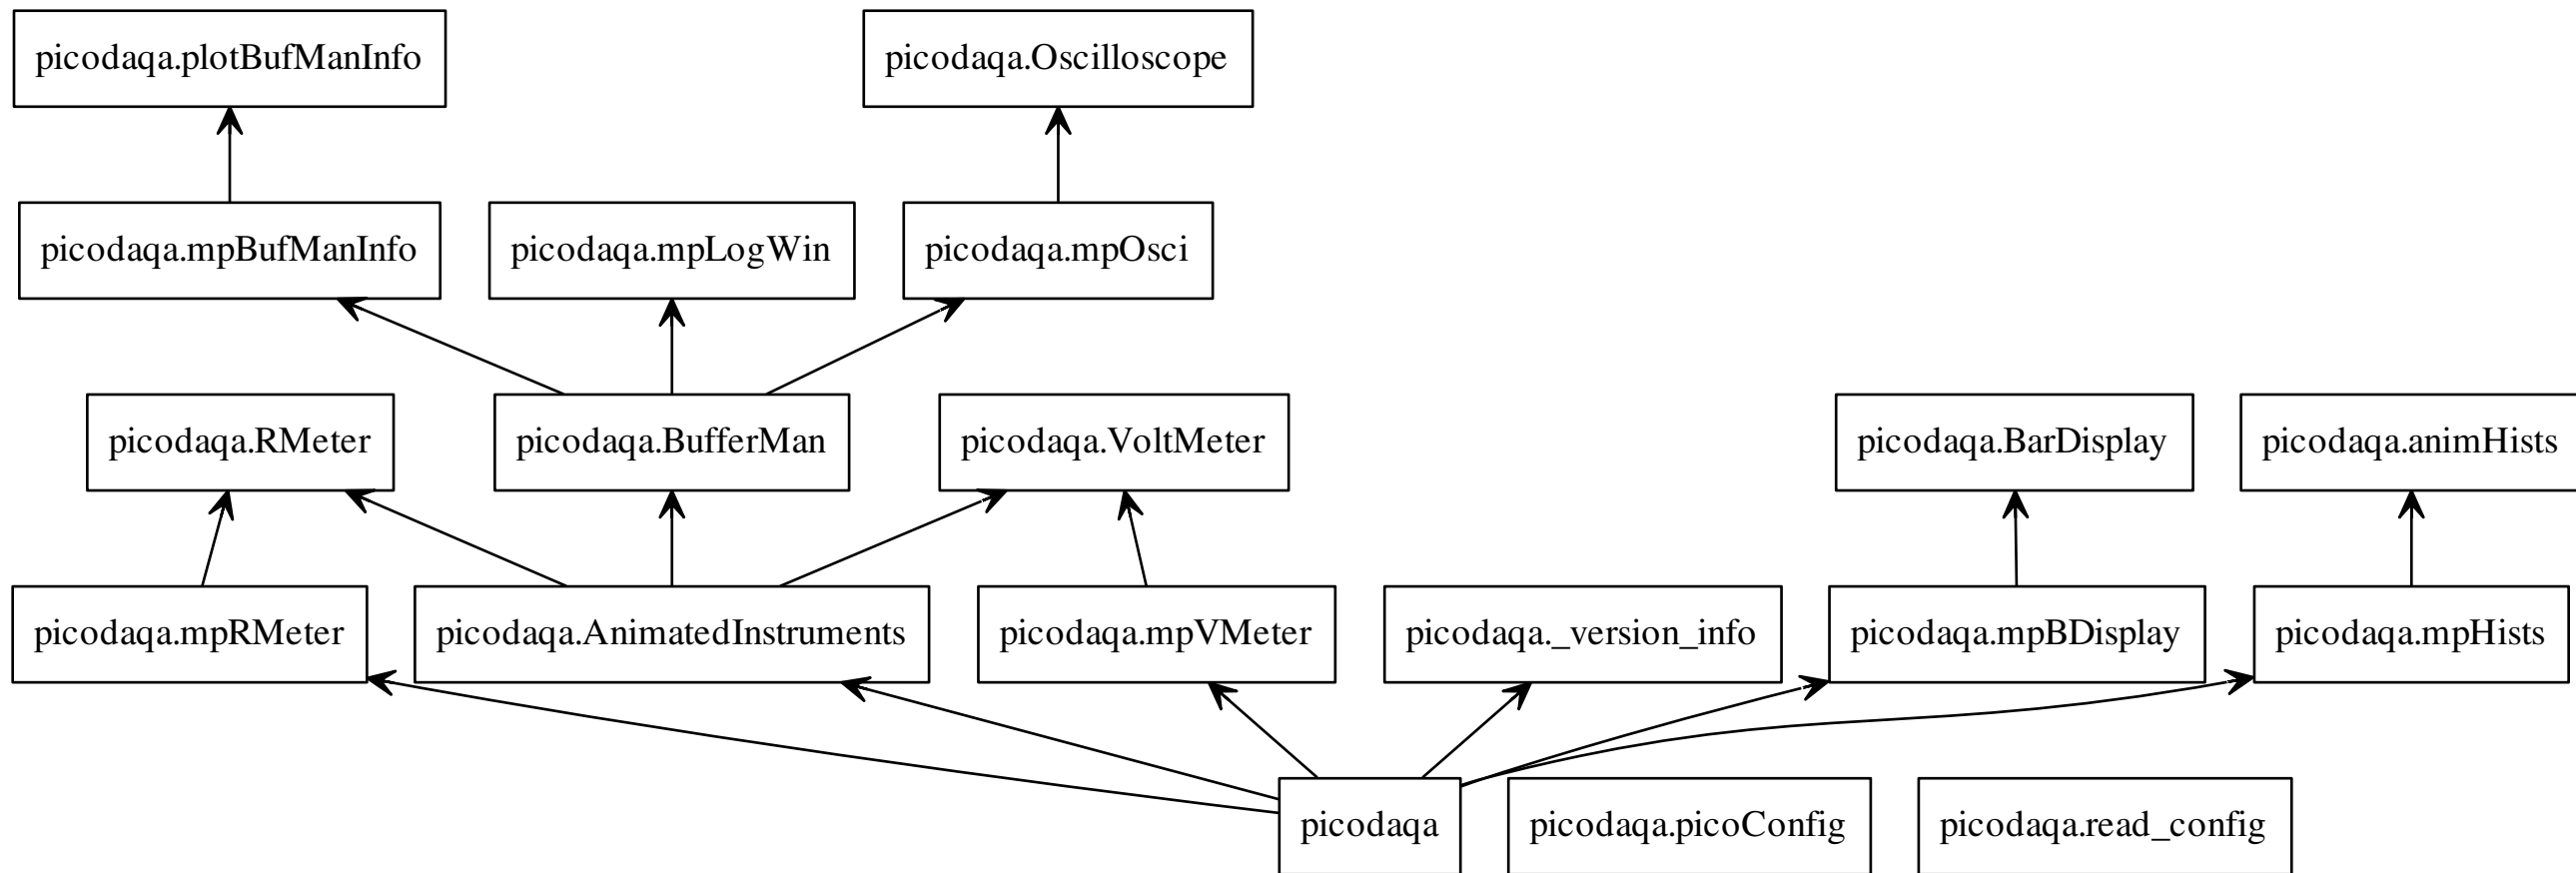 picodaqa.plotBufManInfo
picodaqa.Oscilloscope
picodaqa.mpBufManInfo
picodaqa.mpLogWin
picodaqa.mpOsci
picodaqa.RMeter
picodaqa.BufferMan
picodaqa.VoltMeter
picodaqa.BarDisplay
picodaqa.animHists
picodaqa.mpRMeter
picodaqa.AnimatedInstruments
picodaqa.mpVMeter
picodaqa._version_info
picodaqa.mpBDisplay
picodaqa.mpHists
picodaqa
picodaqa.picoConfig
picodaqa.read_config